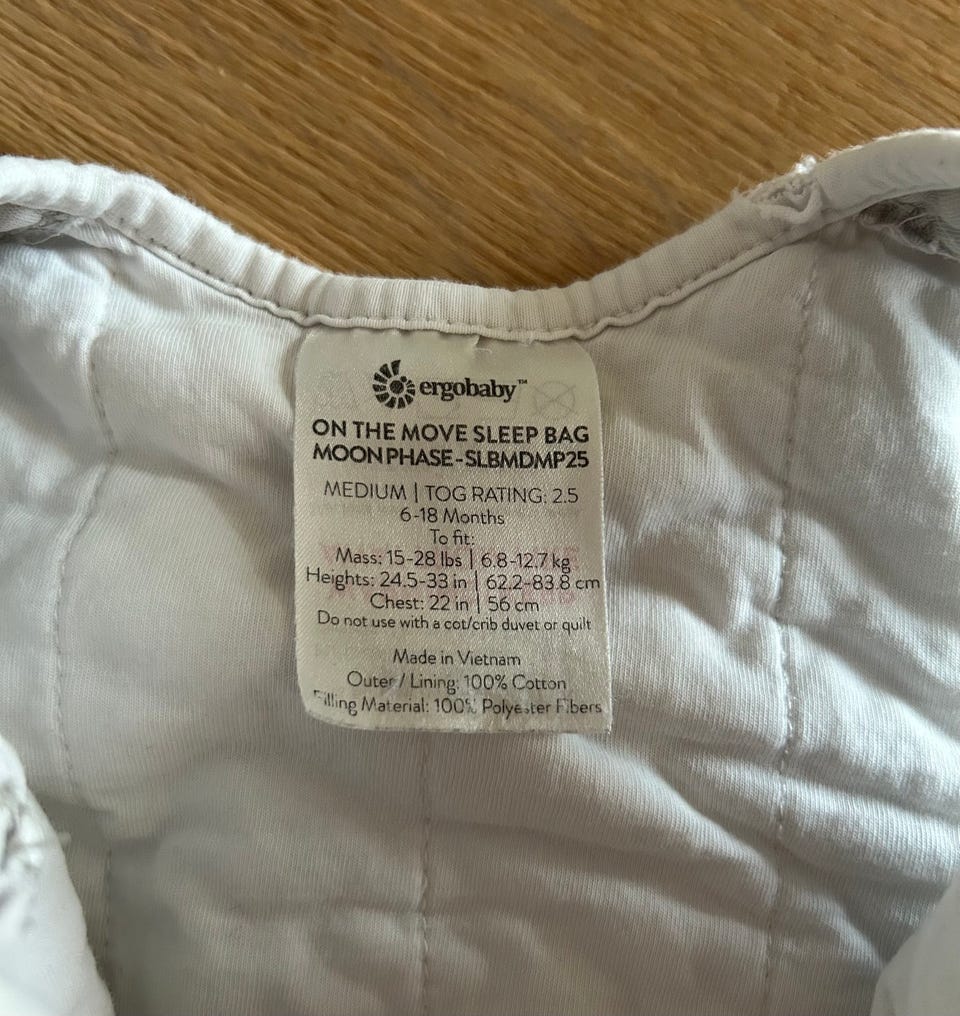 ergobaby™
ON THE MOVE SLEEP BAG
MOON PHASE-SLBMDMP25
MEDIUM | TOG RATING: 2.5
6-18 Months
To fit:
Mass: 15-28 lbs | 6.8-12.7 kg
Heights: 24.5-33 in | 62.2-83.8 cm
Chest: 22 in | 56 cm
Do not use with a cot/crib duvet or quilt
Made in Vietnam
Outer / Lining: 100% Cotton
Filling Material: 100% Polyester Fibers